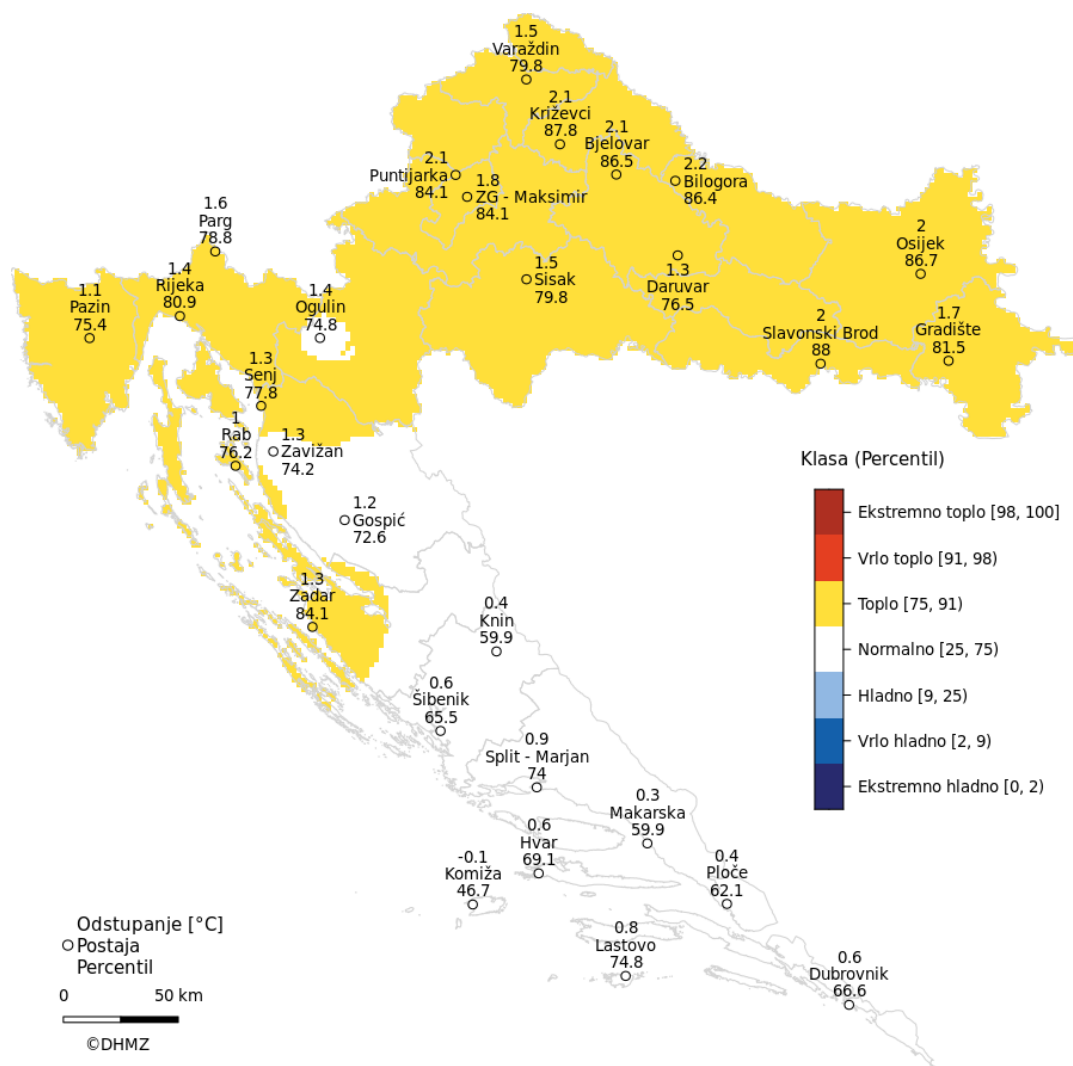 1.5
Varaždin
79.8
2.1
Križevci
87.8
2.1
Bjelovar
86.5
2.1
Puntijarka
84.1
1.8
ZG - Maksimir
84.1
2.2
Bilogora
86.4
1.6
Parg
78.8
2
Osijek
86.7
1.4
Rijeka
80.9
1.5
Sisak
79.8
1.3
Daruvar
76.5
1.1
Pazin
75.4
1.4
Ogulin
74.8
2
Slavonski Brod
88
1.7
Gradište
81.5
1.3
Senj
77.8
1
Rab
76.2
1.3
Zavižan
74.2
1.2
Gospić
72.6
1.3
Zadar
84.1
0.4
Knin
59.9
0.6
Šibenik
65.5
0.9
Split - Marjan
74
0.3
Makarska
59.9
0.6
Hvar
69.1
-0.1
Komiža
46.7
0.4
Ploče
62.1
0.8
Lastovo
74.8
0.6
Dubrovnik
66.6
Klasa (Percentil)
Ekstremno toplo [98, 100]
Vrlo toplo [91, 98)
Toplo [75, 91)
Normalno [25, 75)
Hladno [9, 25)
Vrlo hladno [2, 9)
Ekstremno hladno [0, 2)
Odstupanje [°C]
Postaja
Percentil
0 50 km
©DHMZ